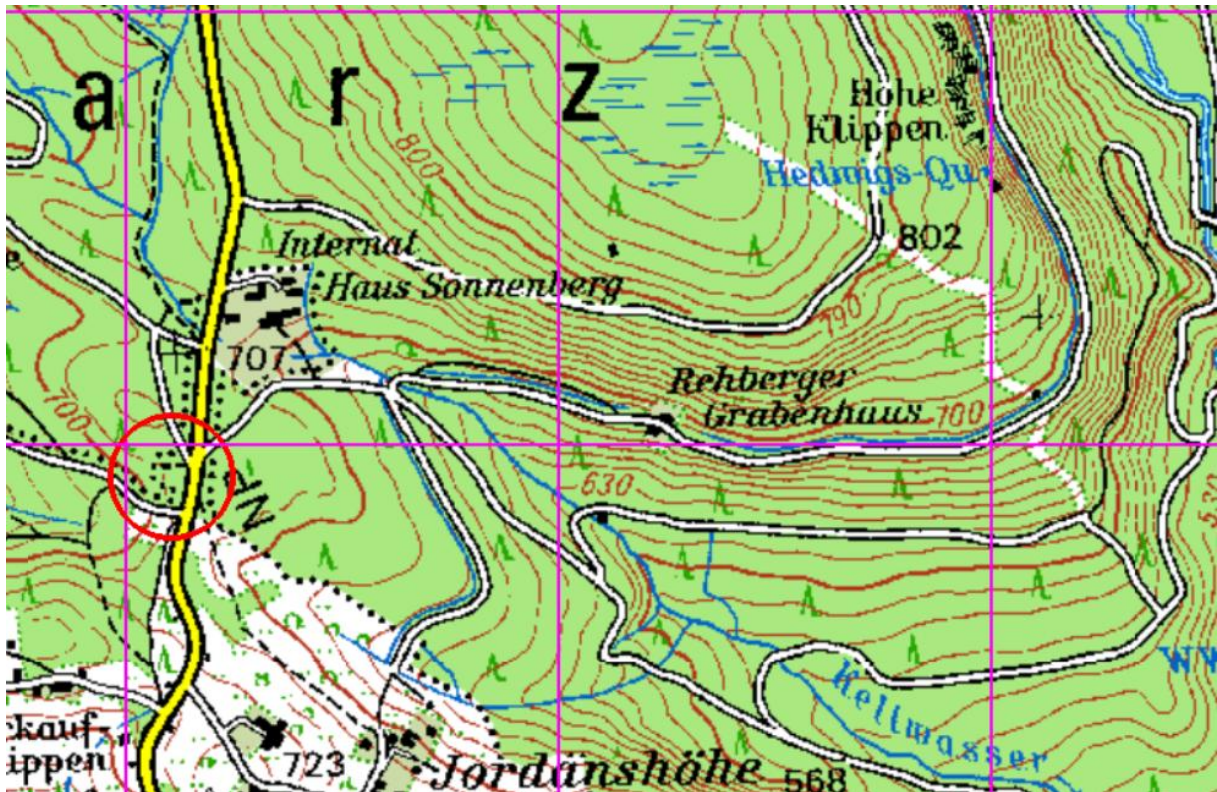 a r z
Hohe
Klippen
800
Hedwigs-Qu.
802
Internat
Haus Sonnenberg
e
790
707
Rehberger
Grabenhaus
700
700
630
Kellwasser
kauf-
ippen
723
Jordanshöhe
568